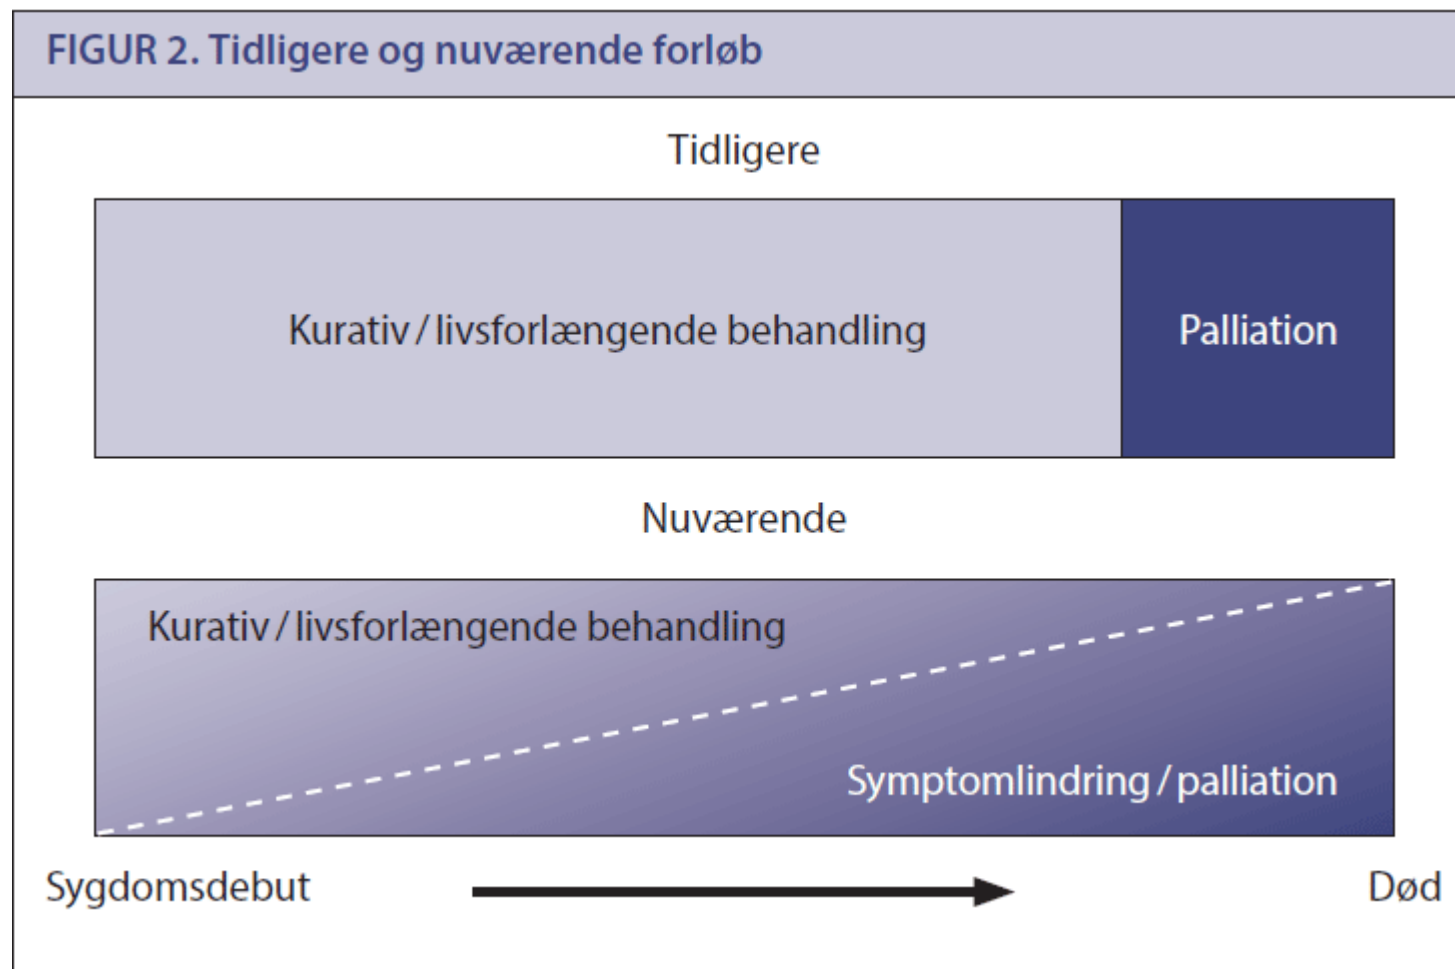 FIGUR 2. Tidligere og nuværende forløb
Tidligere
Kurativ / livsforlængende behandling
Palliation
Nuværende
Kurativ / livsforlængende behandling
Symptomlindring / palliation
Sygdomsdebut
Død